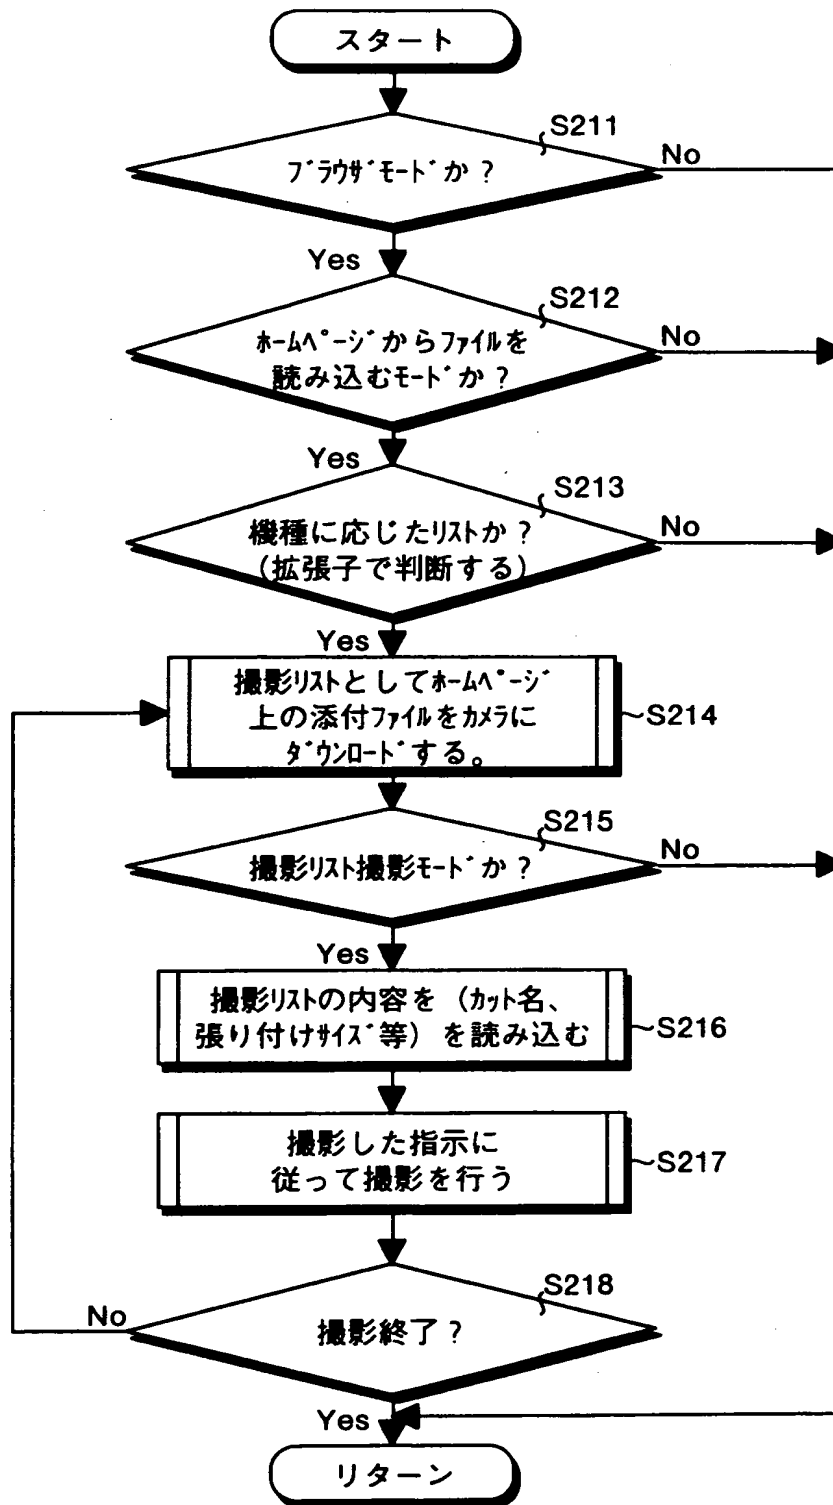 スタート
S211
ブラウザモードか？
No
Yes
S212
ホームページからファイルを
読み込むモードか？
No
Yes
S213
機種に応じたリストか？
（拡張子で判断する）
No
Yes
撮影リストとしてホームページ
上の添付ファイルをカメラに
ダウンロードする。
S214
S215
撮影リスト撮影モードか？
No
Yes
撮影リストの内容を（カット名、
張り付けサイズ等）を読み込む
S216
撮影した指示に
従って撮影を行う
S217
S218
No
撮影終了？
Yes
リターン